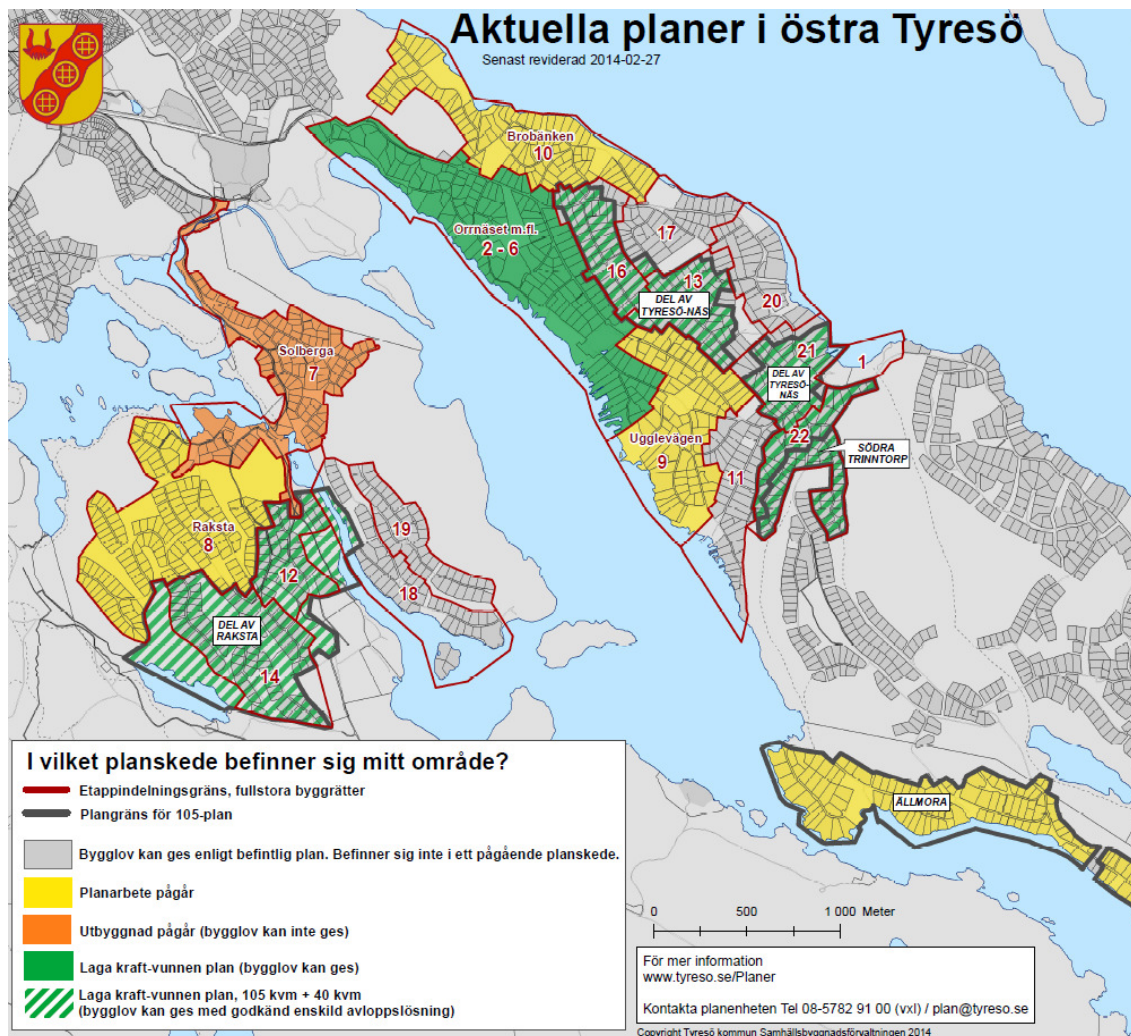 Aktuella planer i östra Tyresö
Senast reviderad 2014-02-27
Brobänken
10
Orrnäset m.fl.
2 - 6
17
16
13
DEL AV
TYRESÖ-NÄS
20
21
1
DEL AV
TYRESÖ-
NÄS
Solberga
7
Ugglevägen
9
22
SÖDRA
TRINNTORP
11
Raksta
8
19
12
18
DEL AV
RAKSTA
14
ÄLLMORA
I vilket planskede befinner sig mitt område?
Etappindelningsgräns, fullstora byggrätter
Plangräns för 105-plan
Bygglov kan ges enligt befintlig plan. Befinner sig inte i ett pågående planskede.
Planarbete pågår
Utbyggnad pågår (bygglov kan inte ges)
Laga kraft-vunnen plan (bygglov kan ges)
Laga kraft-vunnen plan, 105 kvm + 40 kvm
(bygglov kan ges med godkänd enskild avloppslösning)
0 500 1 000 Meter
För mer information
www.tyreso.se/Planer
Kontakta planenheten Tel 08-5782 91 00 (vxl) / plan@tyreso.se
Copyright Tyresö kommun Samhällsbyggnadsförvaltningen 2014